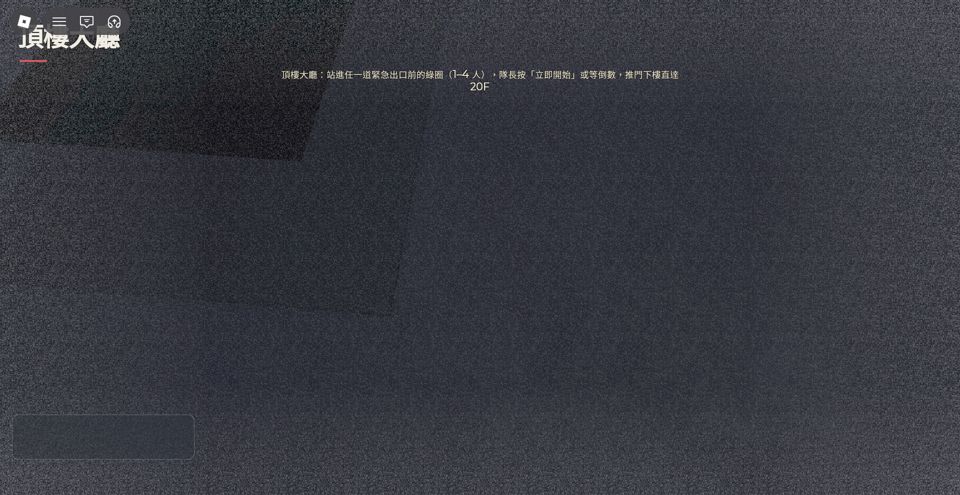 頂樓大廳
頂樓大廳：站進任一道緊急出口前的綠圈（1–4 人），隊長按「立即開始」或等倒數，推門下樓直達
20F